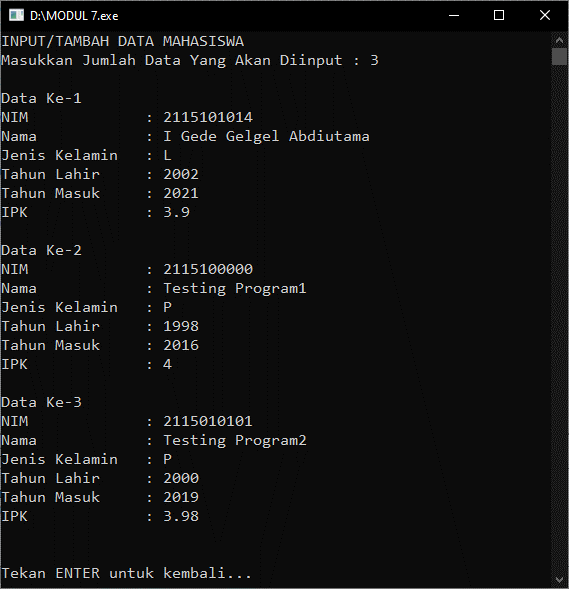 D:\MODUL 7.exe
INPUT/TAMBAH DATA MAHASISWA
Masukkan Jumlah Data Yang Akan Diinput : 3
Data Ke-1
NIM : 2115101014
Nama : I Gede Gelgel Abdiutama
Jenis Kelamin : L
Tahun Lahir : 2002
Tahun Masuk : 2021
IPK : 3.9
Data Ke-2
NIM : 2115100000
Nama : Testing Program1
Jenis Kelamin : P
Tahun Lahir : 1998
Tahun Masuk : 2016
IPK : 4
Data Ke-3
NIM : 2115010101
Nama : Testing Program2
Jenis Kelamin : P
Tahun Lahir : 2000
Tahun Masuk : 2019
IPK : 3.98
Tekan ENTER untuk kembali...